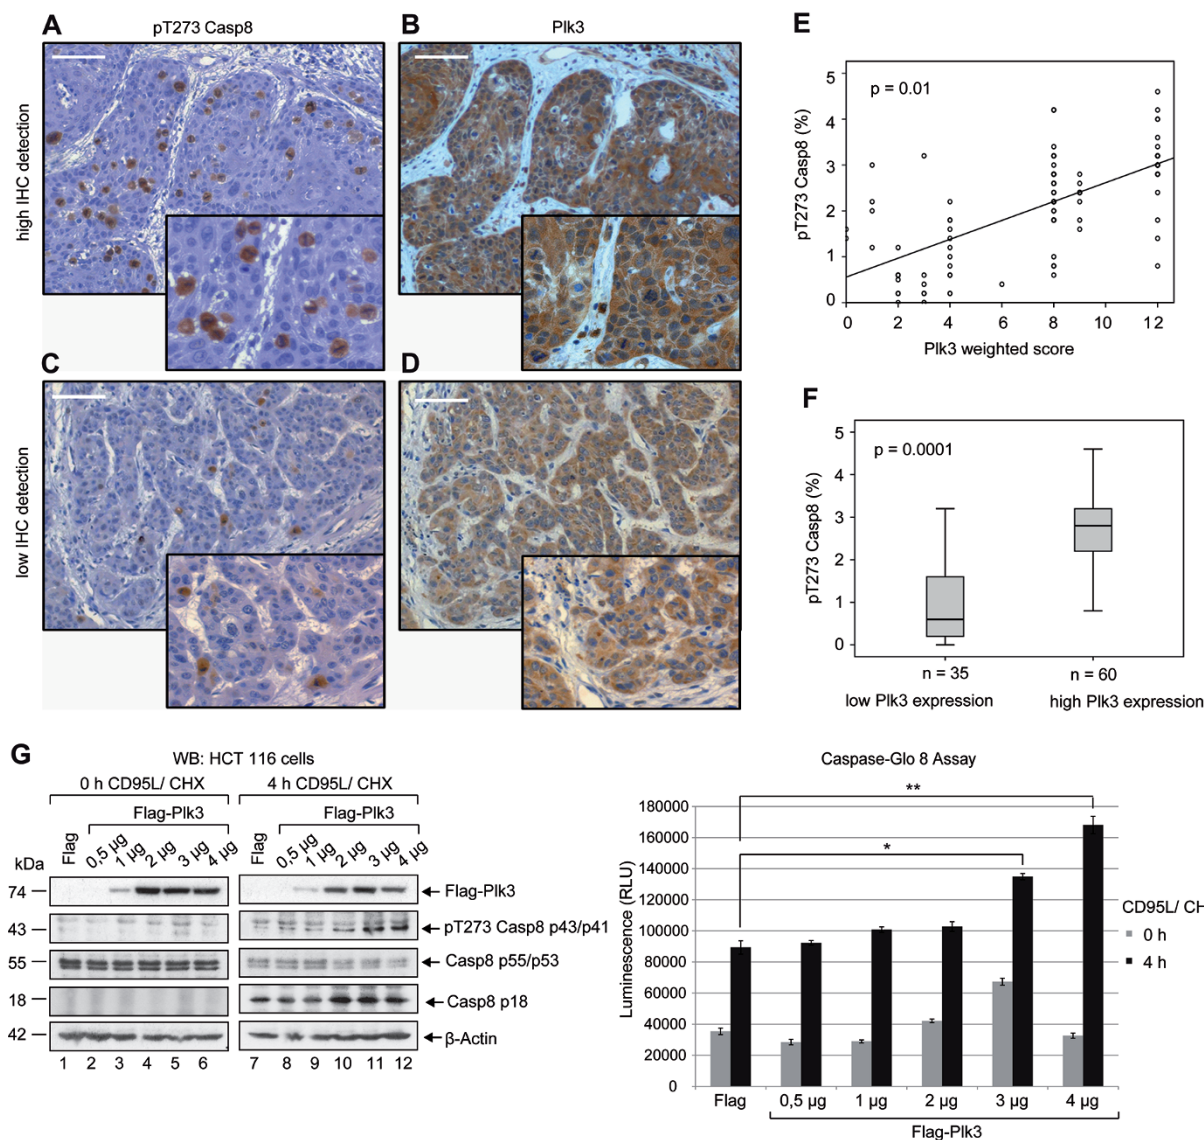 A
pT273 Casp8
B
Plk3
high IHC detection
C
D
low IHC detection
E
p = 0.01
pT273 Casp8 (%)
5
4
3
2
1
0
0 2 4 6 8 10 12
Plk3 weighted score
F
p = 0.0001
pT273 Casp8 (%)
5
4
3
2
1
0
n = 35
n = 60
low Plk3 expression
high Plk3 expression
G
WB: HCT 116 cells
0 h CD95L/ CHX
4 h CD95L/ CHX
Flag-Plk3
Flag-Plk3
Flag 0,5 µg 1 µg 2 µg 3 µg 4 µg
Flag 0,5 µg 1 µg 2 µg 3 µg 4 µg
kDa
74
Flag-Plk3
43
pT273 Casp8 p43/p41
55
Casp8 p55/p53
18
Casp8 p18
42
β-Actin
1 2 3 4 5 6
7 8 9 10 11 12
Caspase-Glo 8 Assay
Luminescence (RLU)
180000
160000
140000
120000
100000
80000
60000
40000
20000
0
**
*
CD95L/ CH
0 h
4 h
Flag 0,5 µg 1 µg 2 µg 3 µg 4 µg
Flag-Plk3